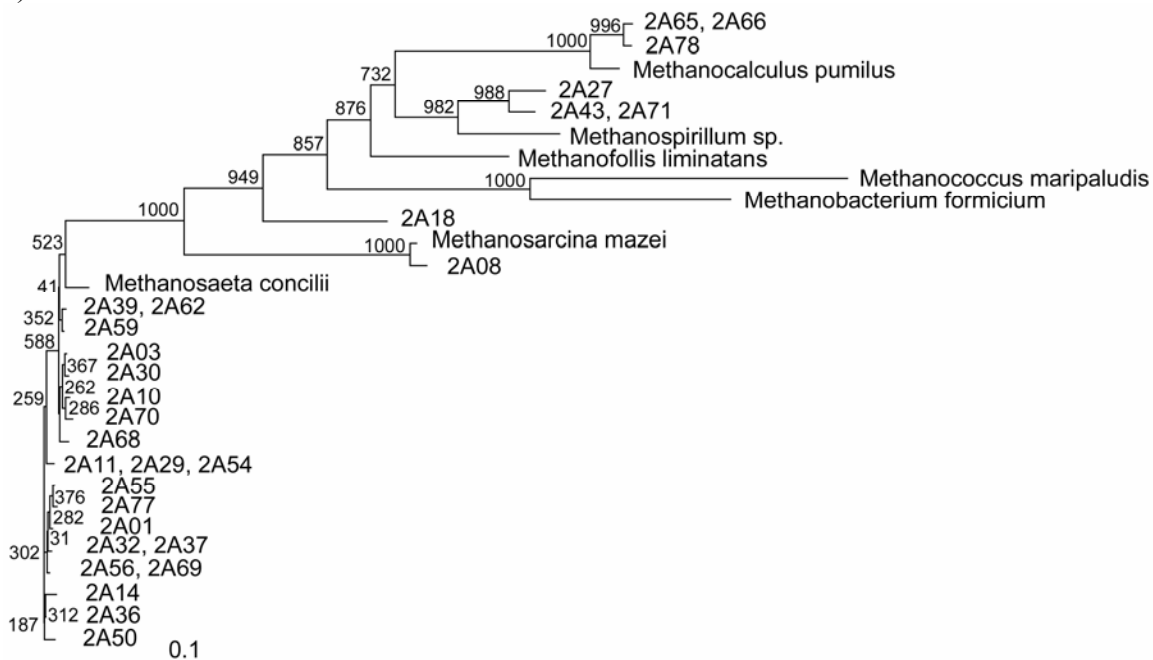 996 2A65, 2A66
1000 2A78
Methanocalculus pumilus
732
988 2A27
876 982 2A43, 2A71
Methanospirillum sp.
857 Methanofollis liminatans
949 1000 Methanococcus maripaludis
Methanobacterium formicium
1000 2A18
523 1000 Methanosarcina mazei
2A08
41 Methanosaeta concilii
352 2A39, 2A62
588 2A59
2A03
367 2A30
259 262 2A10
286 2A70
2A68
2A11, 2A29, 2A54
2A55
376 2A77
282 2A01
302 31 2A32, 2A37
2A56, 2A69
2A14
187 312 2A36
2A50
0.1